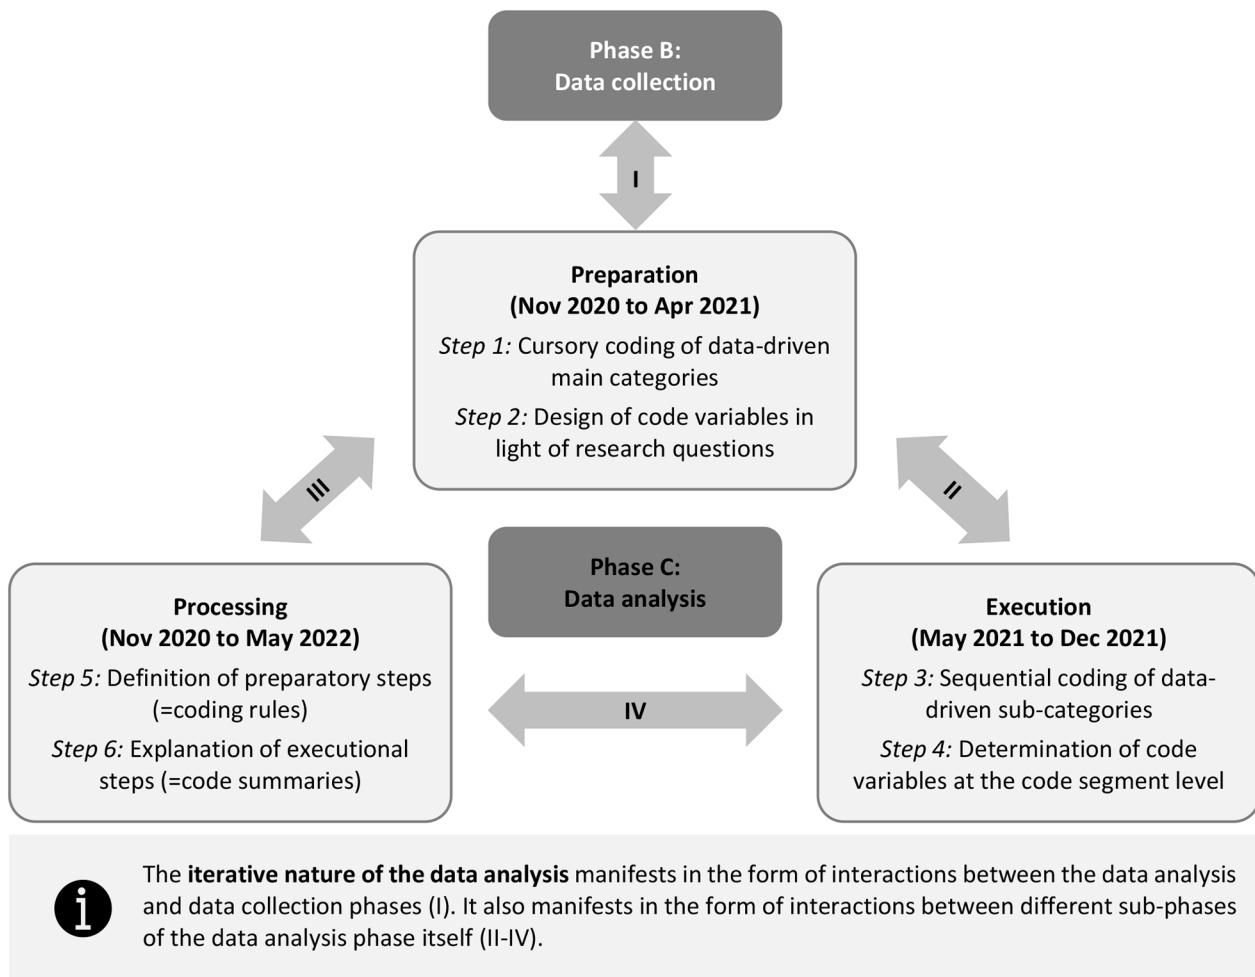 Phase B:
Data collection
I
Preparation
(Nov 2020 to Apr 2021)
Step 1: Cursory coding of data-driven
main categories
Step 2: Design of code variables in
light of research questions
III
II
Phase C:
Data analysis
Processing
(Nov 2020 to May 2022)
Step 5: Definition of preparatory steps
(=coding rules)
Step 6: Explanation of executional
steps (=code summaries)
IV
Execution
(May 2021 to Dec 2021)
Step 3: Sequential coding of data-
driven sub-categories
Step 4: Determination of code
variables at the code segment level
The iterative nature of the data analysis manifests in the form of interactions between the data analysis
and data collection phases (I). It also manifests in the form of interactions between different sub-phases
of the data analysis phase itself (II-IV).